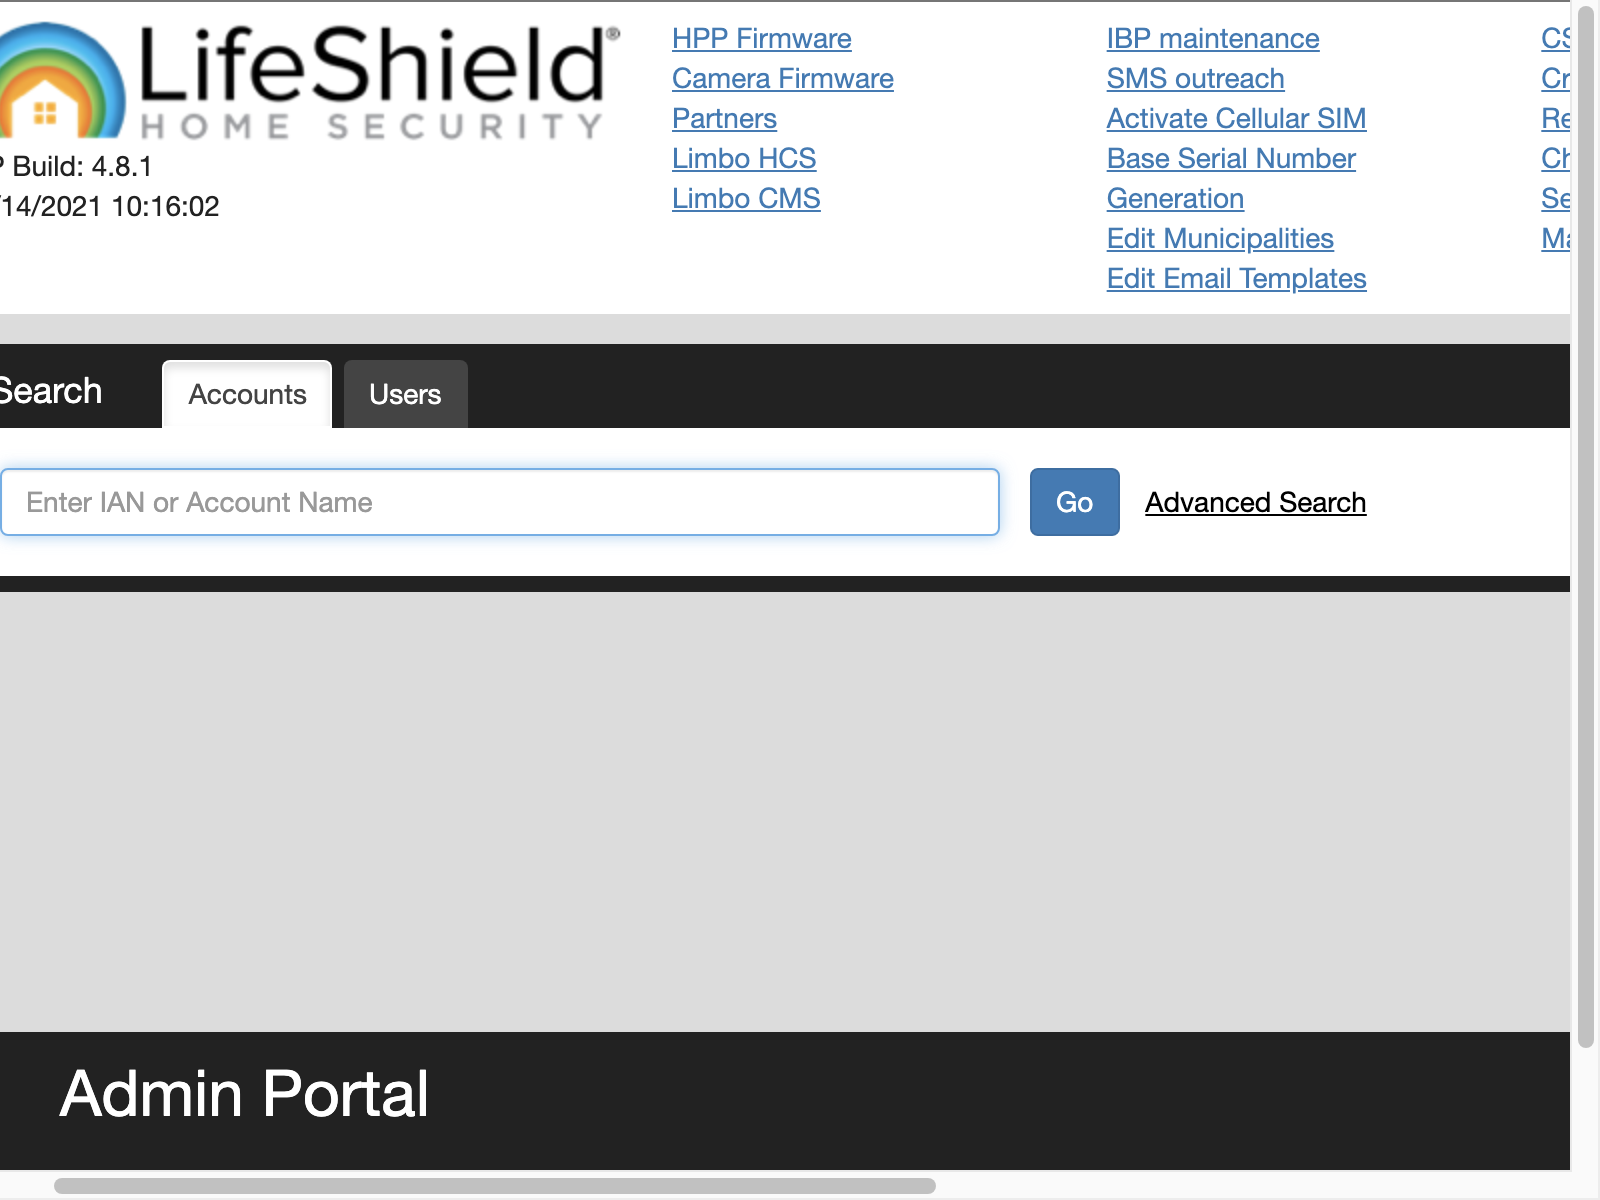 LifeShield®
HOME SECURITY
P Build: 4.8.1
/14/2021 10:16:02
HPP Firmware
Camera Firmware
Partners
Limbo HCS
Limbo CMS
IBP maintenance
SMS outreach
Activate Cellular SIM
Base Serial Number
Generation
Edit Municipalities
Edit Email Templates
CS
Cr
Re
Ch
Se
Ma
Search
Accounts
Users
Enter IAN or Account Name
Go
Advanced Search
Admin Portal